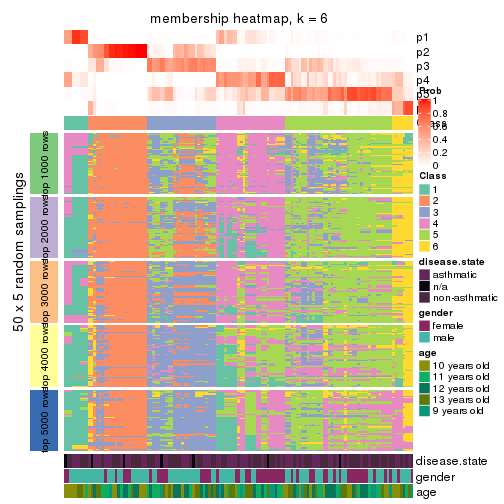 membership heatmap, k = 6
p1
p2
p3
p4
Prob
1
0.8
0.6
0.4
0.2
0
Class
1
2
3
4
5
6
disease.state
asthmatic
n/a
non-asthmatic
gender
female
male
age
10 years old
11 years old
12 years old
13 years old
9 years old
50 x 5 random samplings
top 1000 rows
top 2000 rows
top 3000 rows
top 4000 rows
top 5000 rows
disease.state
gender
age